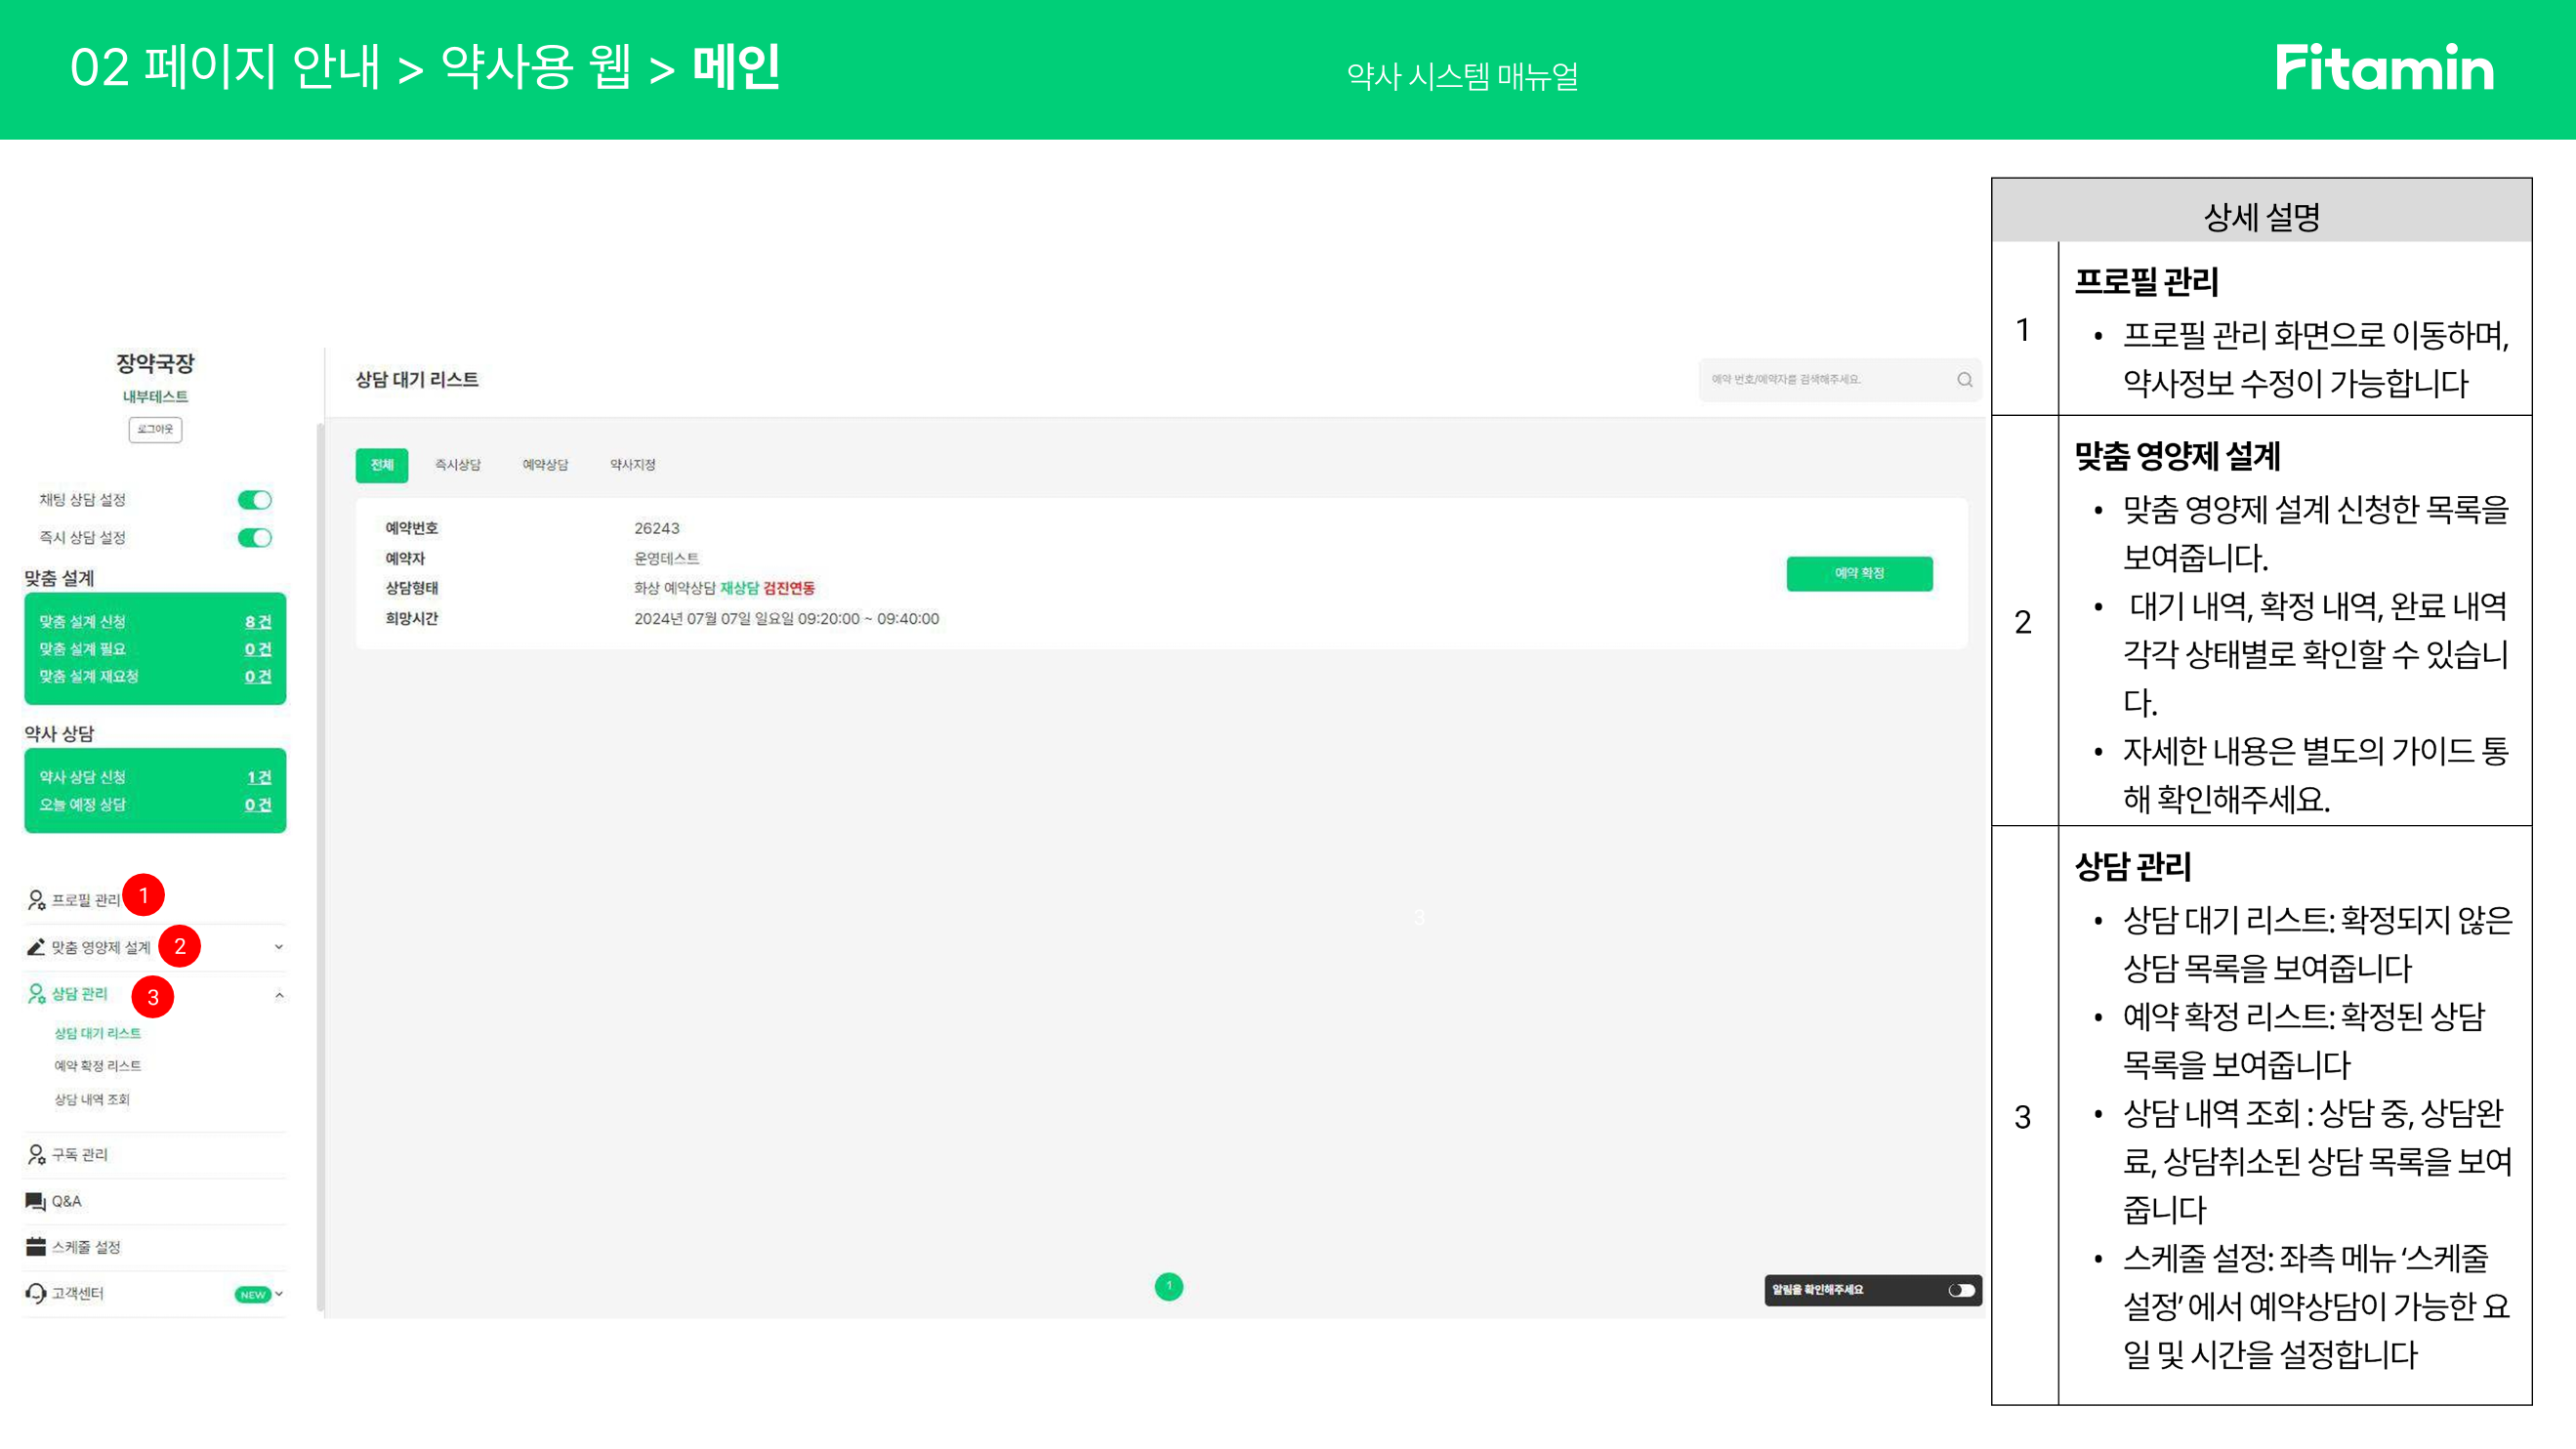 02 페이지 안내 > 약사용 웹 > 메인
약사 시스템 매뉴얼
Fitamin
장약국장
내부테스트
로그아웃
채팅 상담 설정
즉시 상담 설정
맞춤 설계
맞춤 설계 신청 8 건
맞춤 설계 필요 0 건
맞춤 설계 재요청 0 건
약사 상담
약사 상담 신청 1 건
오늘 예정 상담 0 건
프로필 관리 1
맞춤 영양제 설계 2
상담 관리 3
상담 대기 리스트
예약 확정 리스트
상담 내역 조회
구독 관리
Q&A
스케줄 설정
고객센터 NEW
상담 대기 리스트
예약 번호/예약자를 검색해주세요.
전체 즉시상담 예약상담 약사지정
예약번호 26243
예약자 운영테스트
상담형태 화상 예약상담 재상담 검진연동
희망시간 2024년 07월 07일 일요일 09:20:00 ~ 09:40:00
예약 확정
3
1
알림을 확인해주세요
상세 설명
1
프로필 관리
• 프로필 관리 화면으로 이동하며,
약사정보 수정이 가능합니다
2
맞춤 영양제 설계
• 맞춤 영양제 설계 신청한 목록을
보여줍니다.
• 대기 내역, 확정 내역, 완료 내역
각각 상태별로 확인할 수 있습니
다.
• 자세한 내용은 별도의 가이드 통
해 확인해주세요.
3
상담 관리
• 상담 대기 리스트: 확정되지 않은
상담 목록을 보여줍니다
• 예약 확정 리스트: 확정된 상담
목록을 보여줍니다
• 상담 내역 조회 : 상담 중, 상담완
료, 상담취소된 상담 목록을 보여
줍니다
• 스케줄 설정: 좌측 메뉴 ‘스케줄
설정’ 에서 예약상담이 가능한 요
일 및 시간을 설정합니다